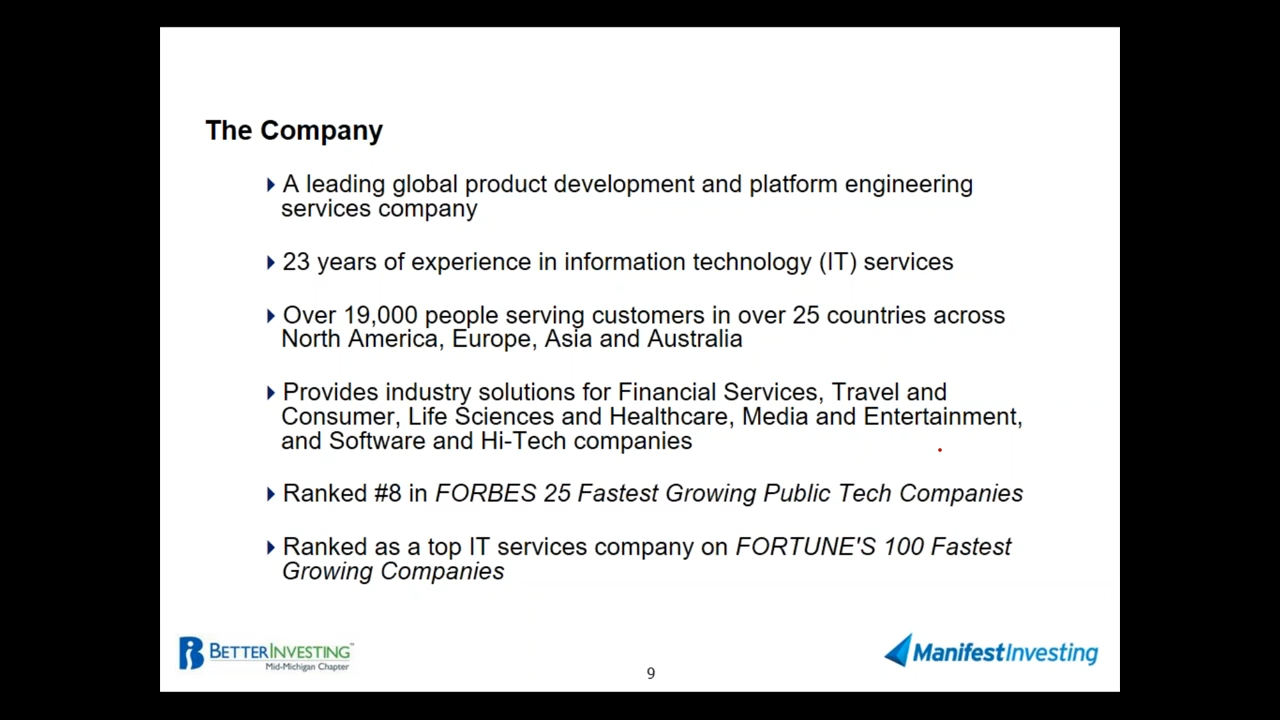 The Company
A leading global product development and platform engineering
services company
23 years of experience in information technology (IT) services
Over 19,000 people serving customers in over 25 countries across
North America, Europe, Asia and Australia
Provides industry solutions for Financial Services, Travel and
Consumer, Life Sciences and Healthcare, Media and Entertainment,
and Software and Hi-Tech companies
Ranked #8 in FORBES 25 Fastest Growing Public Tech Companies
Ranked as a top IT services company on FORTUNE'S 100 Fastest
Growing Companies
BETTERINVESTING™
Mid-Michigan Chapter
9
ManifestInvesting